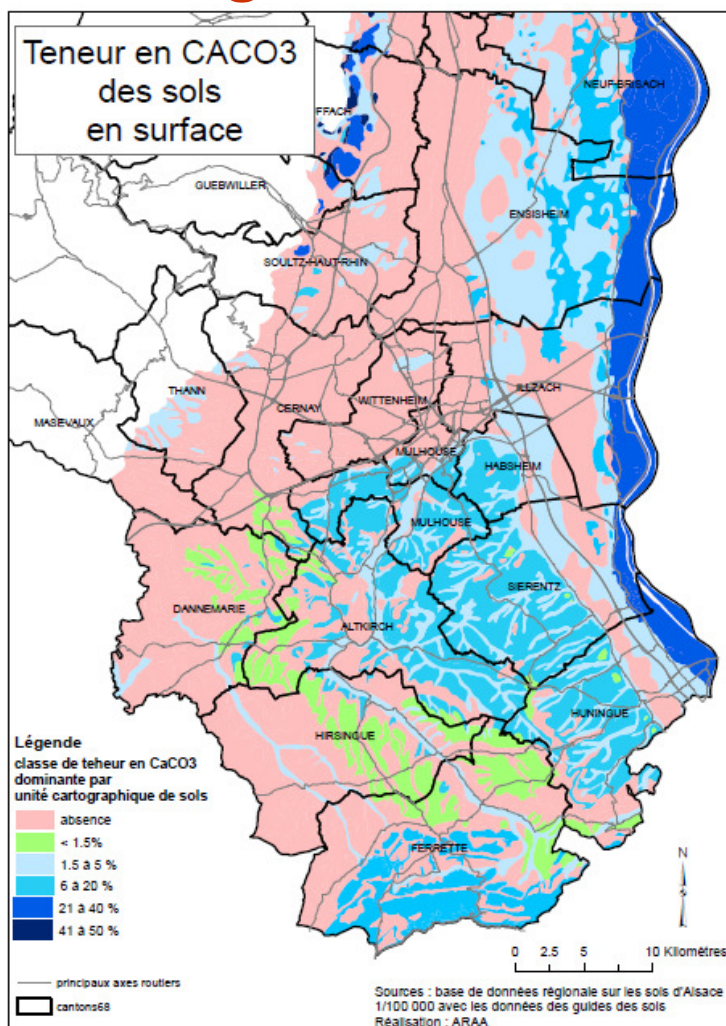 Teneur en CACO3
des sols
en surface
NEUF-BRISACH
FFACH
GUEBWILLER
ENSISHEIM
SOULTZ-HAUT-RHIN
THANN
MASEVAUX
CERNAY
WITTENHEIM
ILLZACH
MULHOUSE
HABSHEIM
MULHOUSE
SIERENTZ
DANNEMARIE
ALTKIRCH
HUNINGUE
HIRSINGUE
FERRETTE
Légende
classe de teheur en CaCO3
dominante par
unité cartographique de sols
absence
< 1.5%
1.5 à 5 %
6 à 20 %
21 à 40 %
41 à 50 %
principaux axes routiers
cantons68
N
0 2.5 5 10 Kilomètres
Sources : base de données régionale sur les sols d'Alsace
1/100 000 avec les données des guides des sols
Réalisation : ARAA